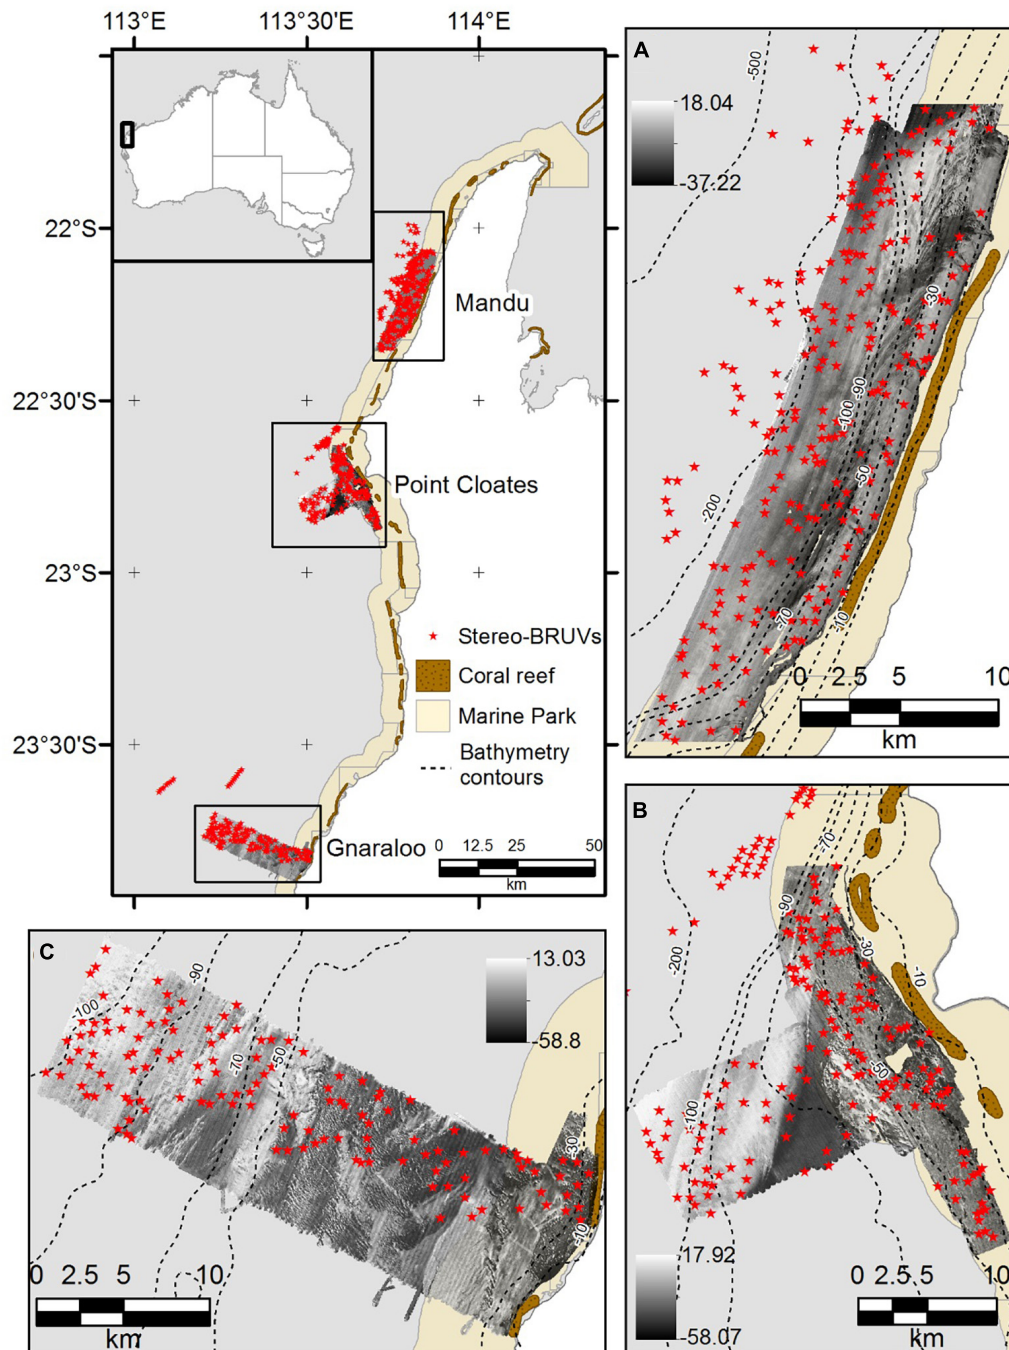 113°E 113°30'E 114°E
22°S
22°30'S
23°S
23°30'S
Mandu
Point Cloates
Stereo-BRUVs
Coral reef
Marine Park
Bathymetry
contours
Gnaraloo
0 12.5 25 50
km
A
-500
18.04
-37.22
-30
-90
-100
-50
-200
-70
-10
0 2.5 5 10
km
B
-70
-90
-200
-30
-10
-50
-100
17.92
-58.07
0 2.5 5 10
km
C
-90
-100
-70
-50
13.03
-58.8
-30
-10
0 2.5 5 10
km